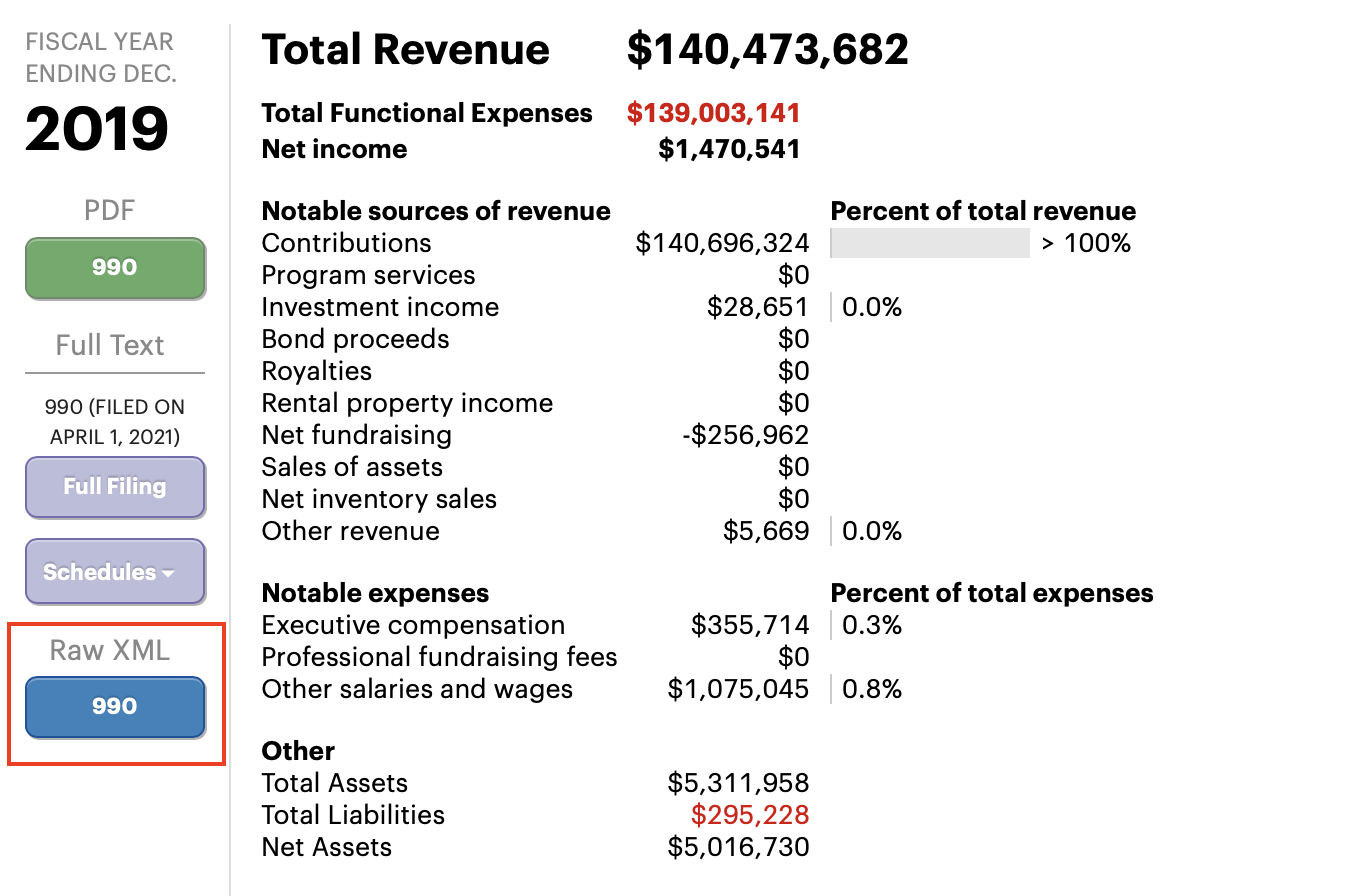 FISCAL YEAR
ENDING DEC.
2019
PDF
990
Full Text
990 (FILED ON
APRIL 1, 2021)
Full Filing
Schedules
Raw XML
990
Total Revenue $140,473,682
Total Functional Expenses $139,003,141
Net income $1,470,541
Notable sources of revenue Percent of total revenue
Contributions $140,696,324 > 100%
Program services $0
Investment income $28,651 0.0%
Bond proceeds $0
Royalties $0
Rental property income $0
Net fundraising -$256,962
Sales of assets $0
Net inventory sales $0
Other revenue $5,669 0.0%
Notable expenses Percent of total expenses
Executive compensation $355,714 0.3%
Professional fundraising fees $0
Other salaries and wages $1,075,045 0.8%
Other
Total Assets $5,311,958
Total Liabilities $295,228
Net Assets $5,016,730